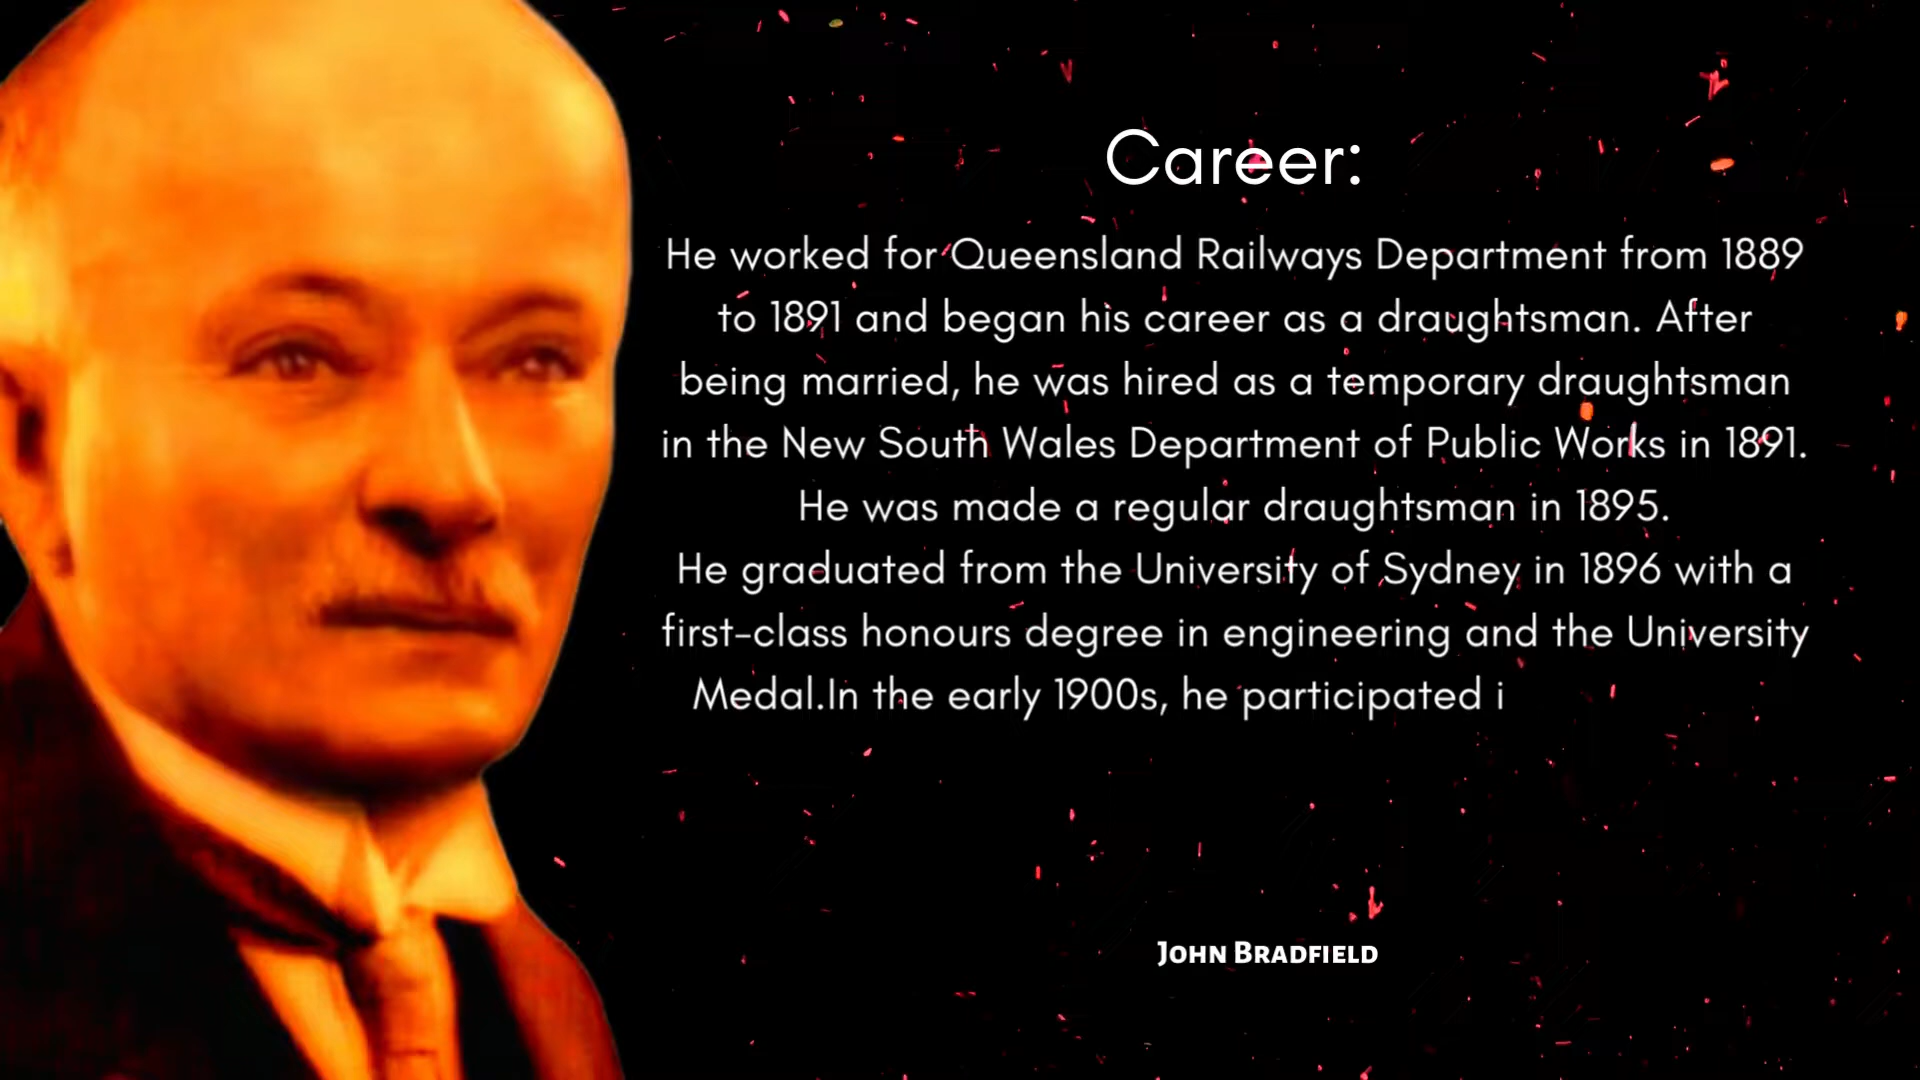 Career:
He worked for Queensland Railways Department from 1889
to 1891 and began his career as a draughtsman. After
being married, he was hired as a temporary draughtsman
in the New South Wales Department of Public Works in 1891.
He was made a regular draughtsman in 1895.
He graduated from the University of Sydney in 1896 with a
first-class honours degree in engineering and the University
Medal.In the early 1900s, he participated i
John Bradfield